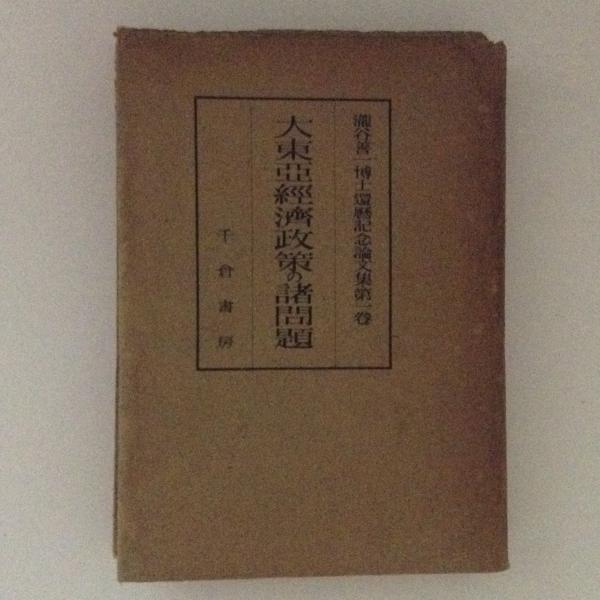 瀧谷善一博士還曆記念論文集第一卷
大東亞經濟政策の諸問題
千倉書房